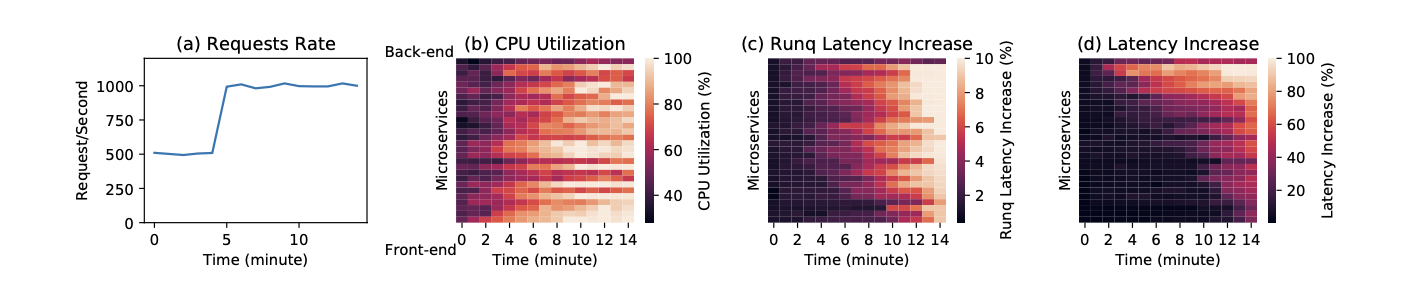 (a) Requests Rate
Request/Second
1000
750
500
250
0
0 5 10
Time (minute)
Back-end
Front-end
(b) CPU Utilization
Microservices
0 2 4 6 8 10 12 14
Time (minute)
100
80
60
40
CPU Utilization (%)
(c) Runq Latency Increase
Microservices
0 2 4 6 8 10 12 14
Time (minute)
10
8
6
4
2
Runq Latency Increase (%)
(d) Latency Increase
Microservices
0 2 4 6 8 10 12 14
Time (minute)
100
80
60
40
20
Latency Increase (%)